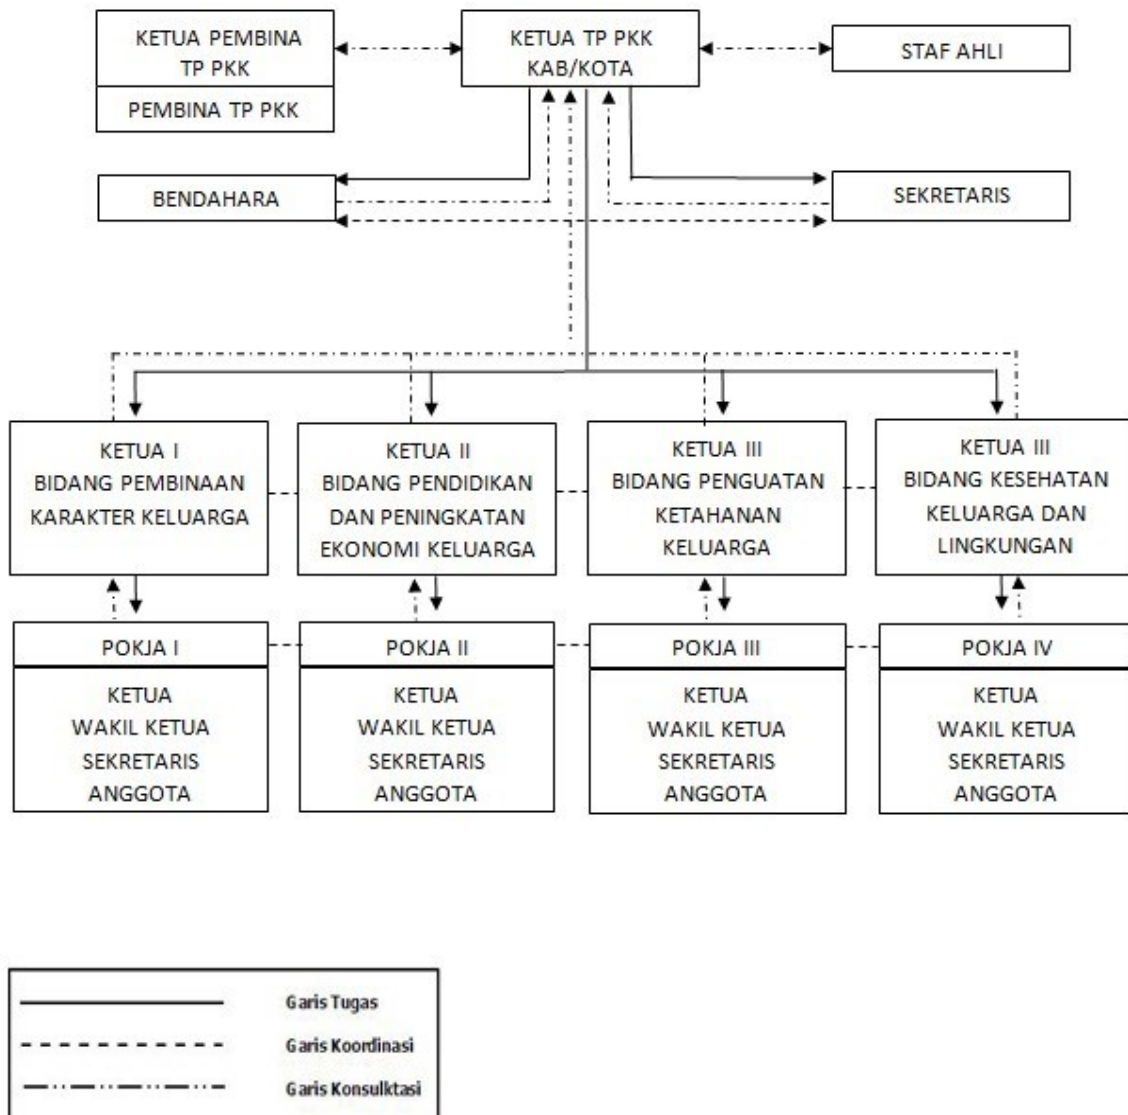 KETUA PEMBINA
TP PKK
PEMBINA TP PKK
KETUA TP PKK
KAB/KOTA
STAF AHLI
BENDAHARA
SEKRETARIS
KETUA I
BIDANG PEMBINAAN
KARAKTER KELUARGA
KETUA II
BIDANG PENDIDIKAN
DAN PENINGKATAN
EKONOMI KELUARGA
KETUA III
BIDANG PENGUATAN
KETAHANAN
KELUARGA
KETUA III
BIDANG KESEHATAN
KELUARGA DAN
LINGKUNGAN
POKJA I
KETUA
WAKIL KETUA
SEKRETARIS
ANGGOTA
POKJA II
KETUA
WAKIL KETUA
SEKRETARIS
ANGGOTA
POKJA III
KETUA
WAKIL KETUA
SEKRETARIS
ANGGOTA
POKJA IV
KETUA
WAKIL KETUA
SEKRETARIS
ANGGOTA
Garis Tugas
Garis Koordinasi
Garis Konsulktasi